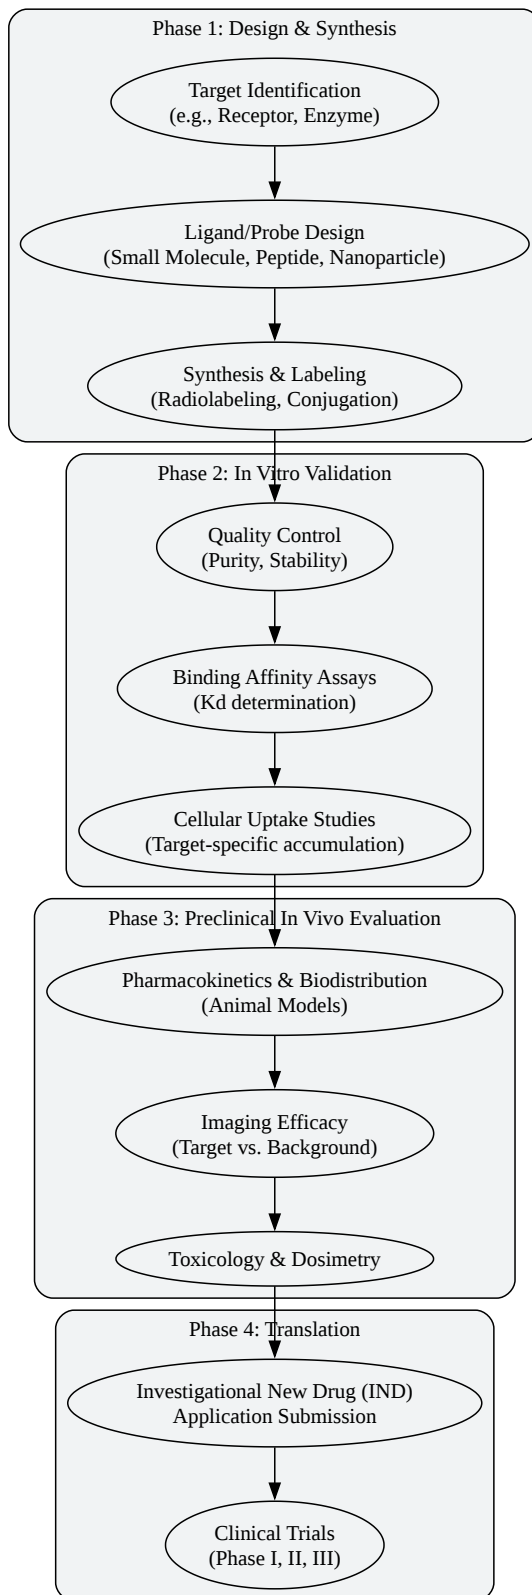 Phase 1: Design & Synthesis
Target Identification
(e.g., Receptor, Enzyme)
Ligand/Probe Design
(Small Molecule, Peptide, Nanoparticle)
Synthesis & Labeling
(Radiolabeling, Conjugation)
Phase 2: In Vitro Validation
Quality Control
(Purity, Stability)
Binding Affinity Assays
(Kd determination)
Cellular Uptake Studies
(Target-specific accumulation)
Phase 3: Preclinical In Vivo Evaluation
Pharmacokinetics & Biodistribution
(Animal Models)
Imaging Efficacy
(Target vs. Background)
Toxicology & Dosimetry
Phase 4: Translation
Investigational New Drug (IND)
Application Submission
Clinical Trials
(Phase I, II, III)